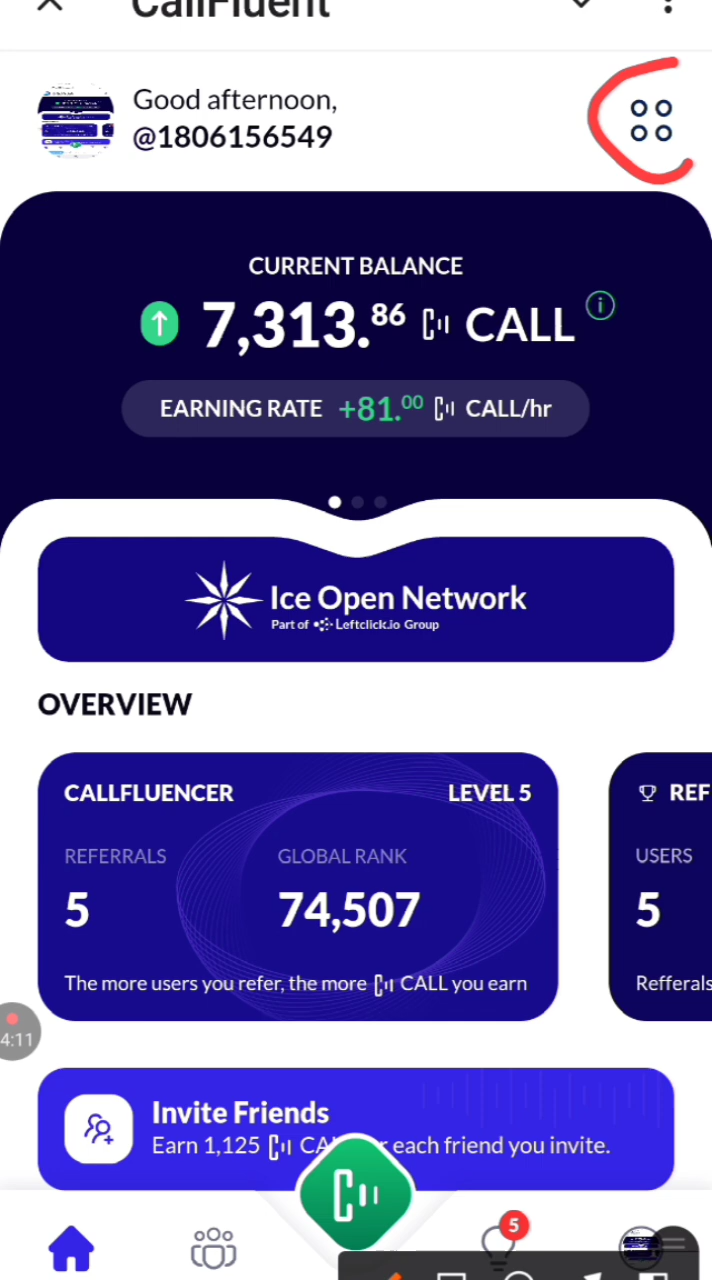 CallFluent
Good afternoon,
@1806156549
CURRENT BALANCE
7,313.86 CALL
EARNING RATE +81.00 CALL/hr
Ice Open Network
Part of Leftclick.io Group
OVERVIEW
CALLFLUENCER LEVEL 5
REFERRALS GLOBAL RANK
5 74,507
The more users you refer, the more CALL you earn
REF
USERS
5
Refferals
4:11
Invite Friends
Earn 1,125 each friend you invite.
5